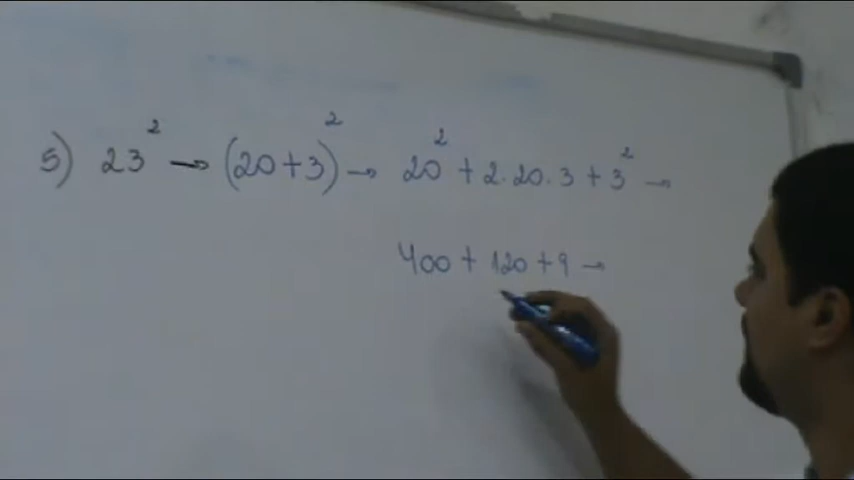 5) 23² → (20+3)² → 20² + 2.20.3 + 3² →
400 + 120 + 9 →